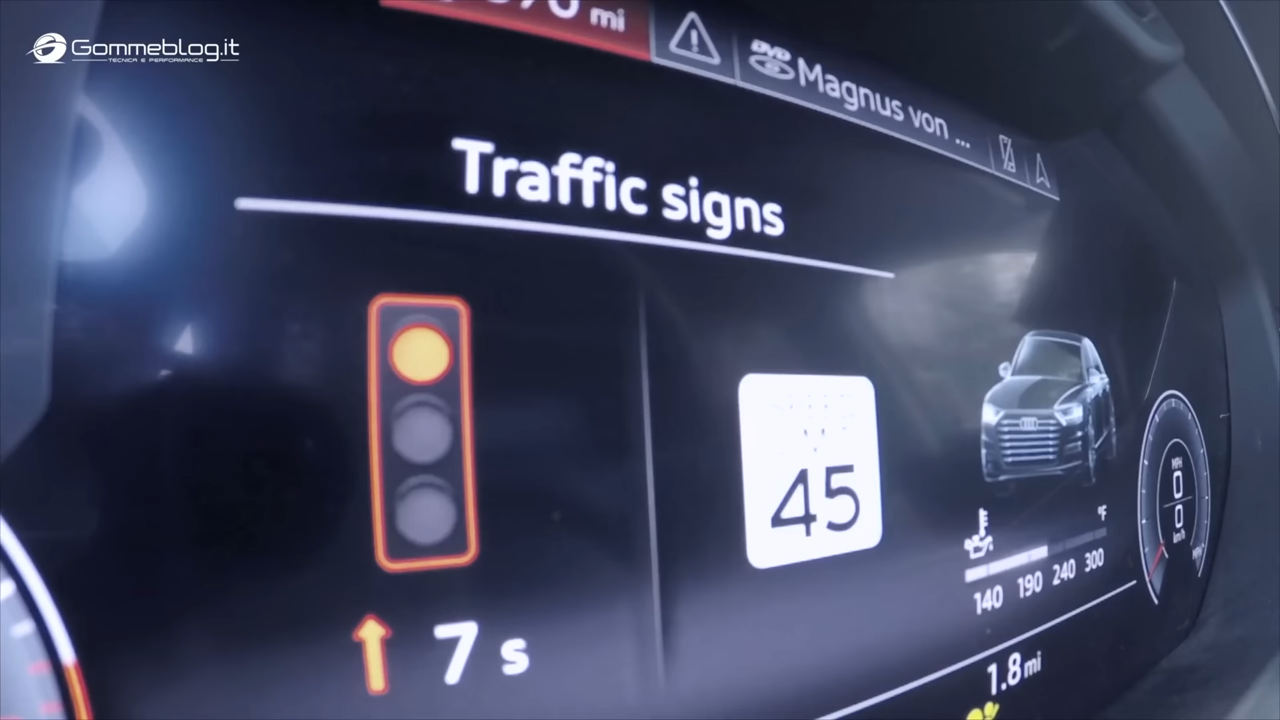 Gommeblog.it
TECNICA E PERFORMANCE
mi
DVD
Magnus von ...
Traffic signs
45
7 s
°F
140 190 240 300
MPH
0
0
km/h
1.8 mi